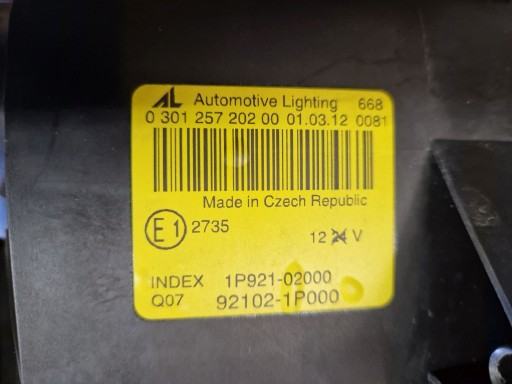 AL Automotive Lighting 668
0 301 257 202 00 01.03.12 0081
Made in Czech Republic
E1 2735
12 24 V
INDEX 1P921-02000
Q07 92102-1P000